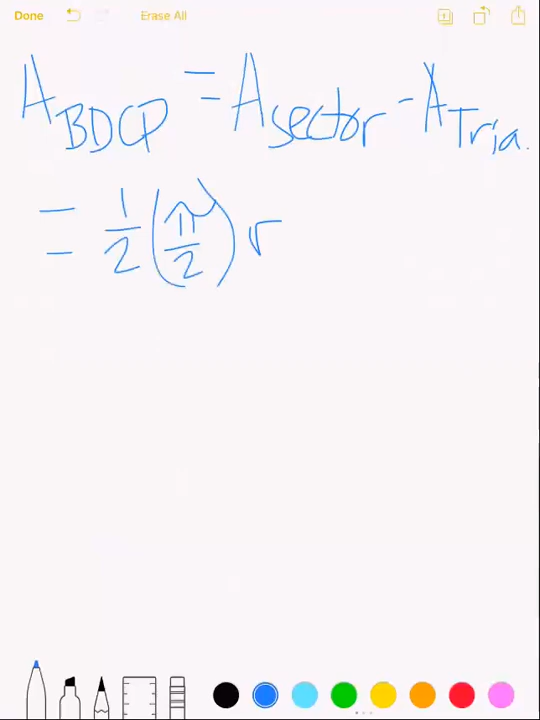 Done Erase All
A_BDCP = A_sector - A_Tria.
= 1/2 (π/2) r